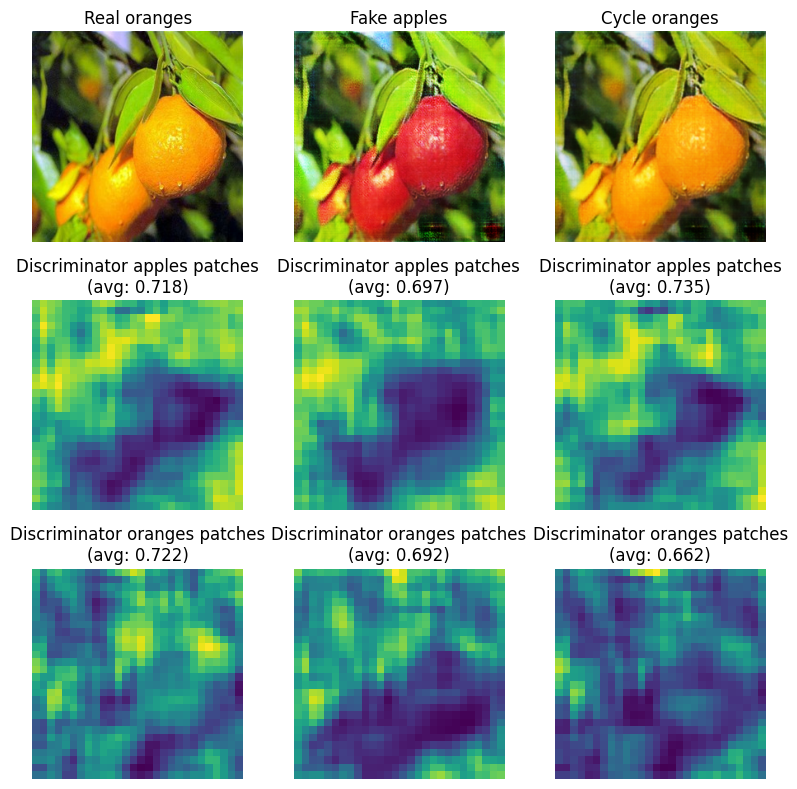 Real oranges
Fake apples
Cycle oranges
Discriminator apples patches
(avg: 0.718)
Discriminator apples patches
(avg: 0.697)
Discriminator apples patches
(avg: 0.735)
Discriminator oranges patches
(avg: 0.722)
Discriminator oranges patches
(avg: 0.692)
Discriminator oranges patches
(avg: 0.662)